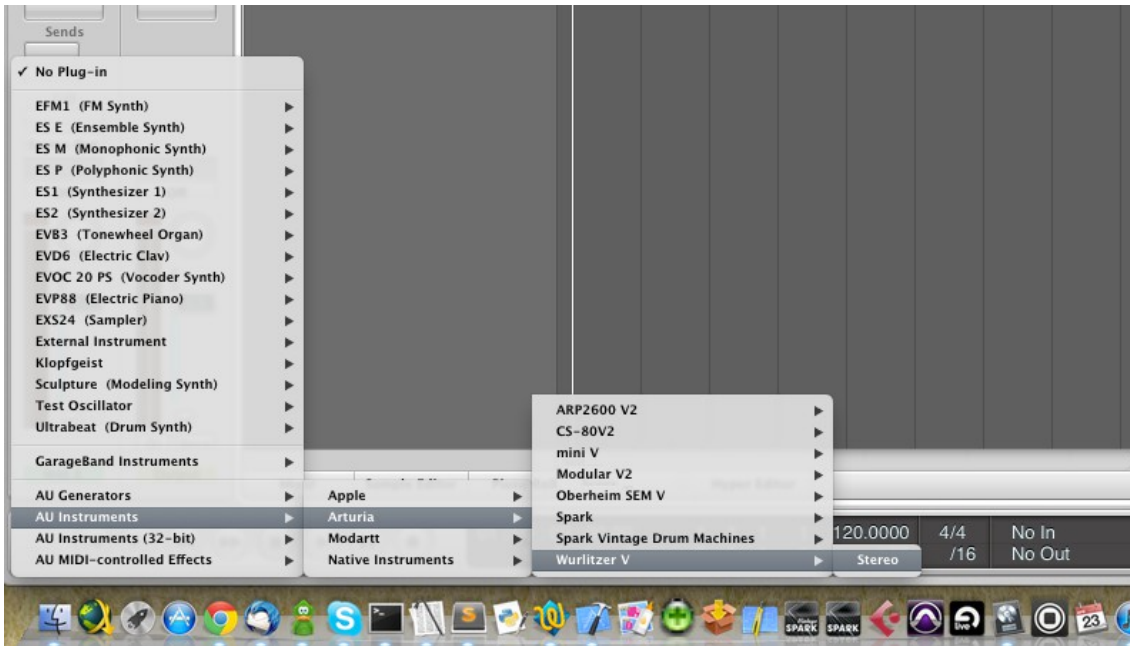 Sends
✓ No Plug-in
EFM1 (FM Synth)
ES E (Ensemble Synth)
ES M (Monophonic Synth)
ES P (Polyphonic Synth)
ES1 (Synthesizer 1)
ES2 (Synthesizer 2)
EVB3 (Tonewheel Organ)
EVD6 (Electric Clav)
EVOC 20 PS (Vocoder Synth)
EVP88 (Electric Piano)
EXS24 (Sampler)
External Instrument
Klopfgeist
Sculpture (Modeling Synth)
Test Oscillator
Ultrabeat (Drum Synth)
GarageBand Instruments
AU Generators
AU Instruments
AU Instruments (32-bit)
AU MIDI-controlled Effects
Apple
Arturia
Modartt
Native Instruments
ARP2600 V2
CS-80V2
mini V
Modular V2
Oberheim SEM V
Spark
Spark Vintage Drum Machines
Wurlitzer V
Stereo
120.0000 4/4 No In
/16 No Out
SPARK
SPARK
live
23